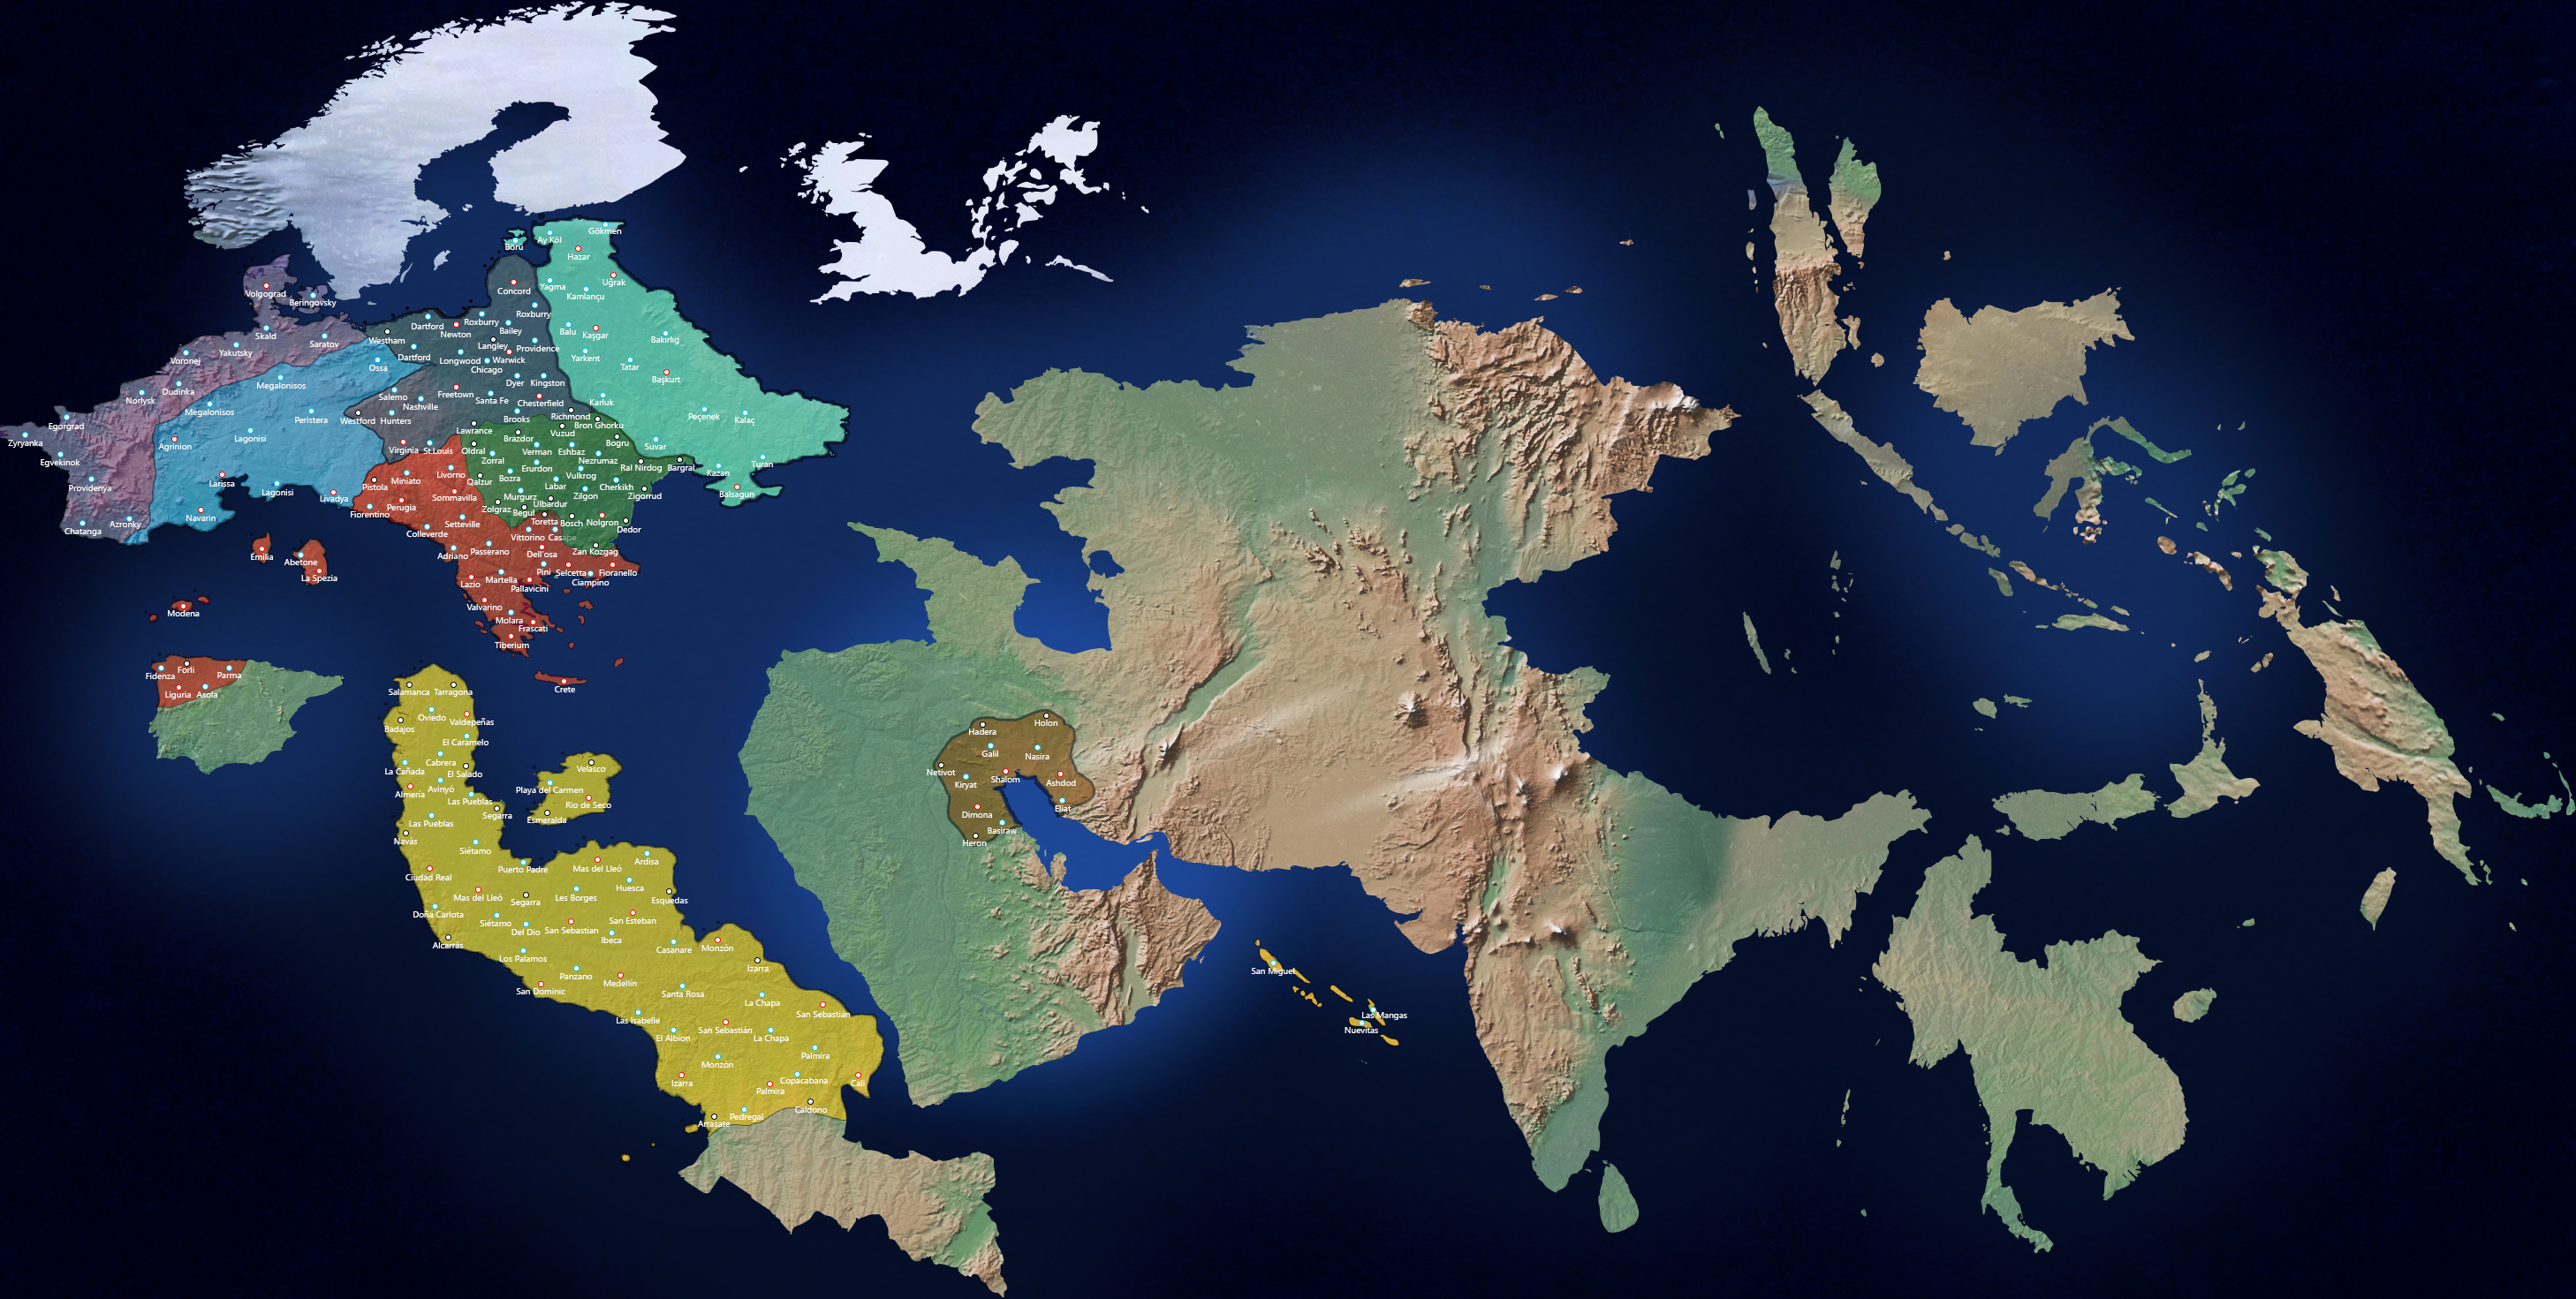 Böru
Ay Köl
Gökmen
Hazar
Uğrak
Yagma
Kamlançu
Concord
Volgograd
Beringovsky
Roxburry
Dartford
Newton
Roxburry
Bailey
Balu
Kaşgar
Bakırlıg
Skald
Saratov
Westham
Langley
Providence
Voronej
Yakutsky
Ossa
Dartford
Longwood
Warwick
Chicago
Yarkent
Tatar
Başkurt
Norlysk
Dudinka
Megalonisos
Salemo
Freetown
Dyer
Kingston
Santa Fe
Chesterfield
Karluk
Megalonisos
Peristera
Nashville
Westford
Hunters
Brooks
Richmond
Bron Ghorku
Peçenek
Kalaç
Egorgrad
Zyryanka
Agrinion
Lagonisi
Lawrance
Brazdor
Vuzud
Bogru
Suvar
Virginia
St.Louis
Oldral
Verman
Eshbaz
Egvekinok
Zorral
Erurdon
Nezrumaz
Ral Nirdog
Bargral
Kazan
Turan
Miniato
Livorno
Qalzur
Bozra
Vulkrog
Providenya
Larissa
Lagonisi
Livadya
Pistola
Labar
Cherkikh
Balsagun
Perugia
Sommavilla
Murgurz
Zilgon
Zigorrud
Fiorentino
Zolgraz
Ulbardur
Begul
Navarin
Azronky
Chatanga
Setteville
Toretta
Bosch
Nolgron
Dedor
Colleverde
Vittorino
Casape
Emilia
Abetone
Adriano
Passerano
Dell'osa
Zan Kozgag
La Spezia
Lazio
Martella
Pini
Selcetta
Fioranello
Pallavicini
Ciampino
Modena
Valvarino
Molara
Frascati
Tiberium
Forli
Fidenza
Parma
Liguria
Asola
Crete
Salamanca
Tarragona
Oviedo
Valdepeñas
Badajos
El Caramelo
Holon
Hadera
Galil
Nasira
Cabrera
La Cañada
El Salado
Velasco
Netivot
Kiryat
Shalom
Ashdod
Almería
Avinyó
Las Pueblas
Playa del Carmen
Rio de Seco
Eliat
Segarra
Esmeralda
Dimona
Las Pueblas
Basiraw
Navás
Heron
Siétamo
Puerto Padre
Mas del Lleó
Ardisa
Ciudad Real
Huesca
Mas del Lleó
Segarra
Les Borges
Esquedas
Doña Carlota
Siétamo
Del Dio
San Sebastian
San Esteban
Ibeca
Alcarrás
Casanare
Monzón
Los Palamos
Izarra
San Miguel
Panzano
Medellín
San Dominic
Santa Rosa
La Chapa
San Sebastián
Las Mangas
Las Isabelle
San Sebastián
Nuevitas
El Albion
La Chapa
Palmira
Monzón
Izarra
Palmira
Copacabana
Cali
Caldono
Pedregal
Arrasate